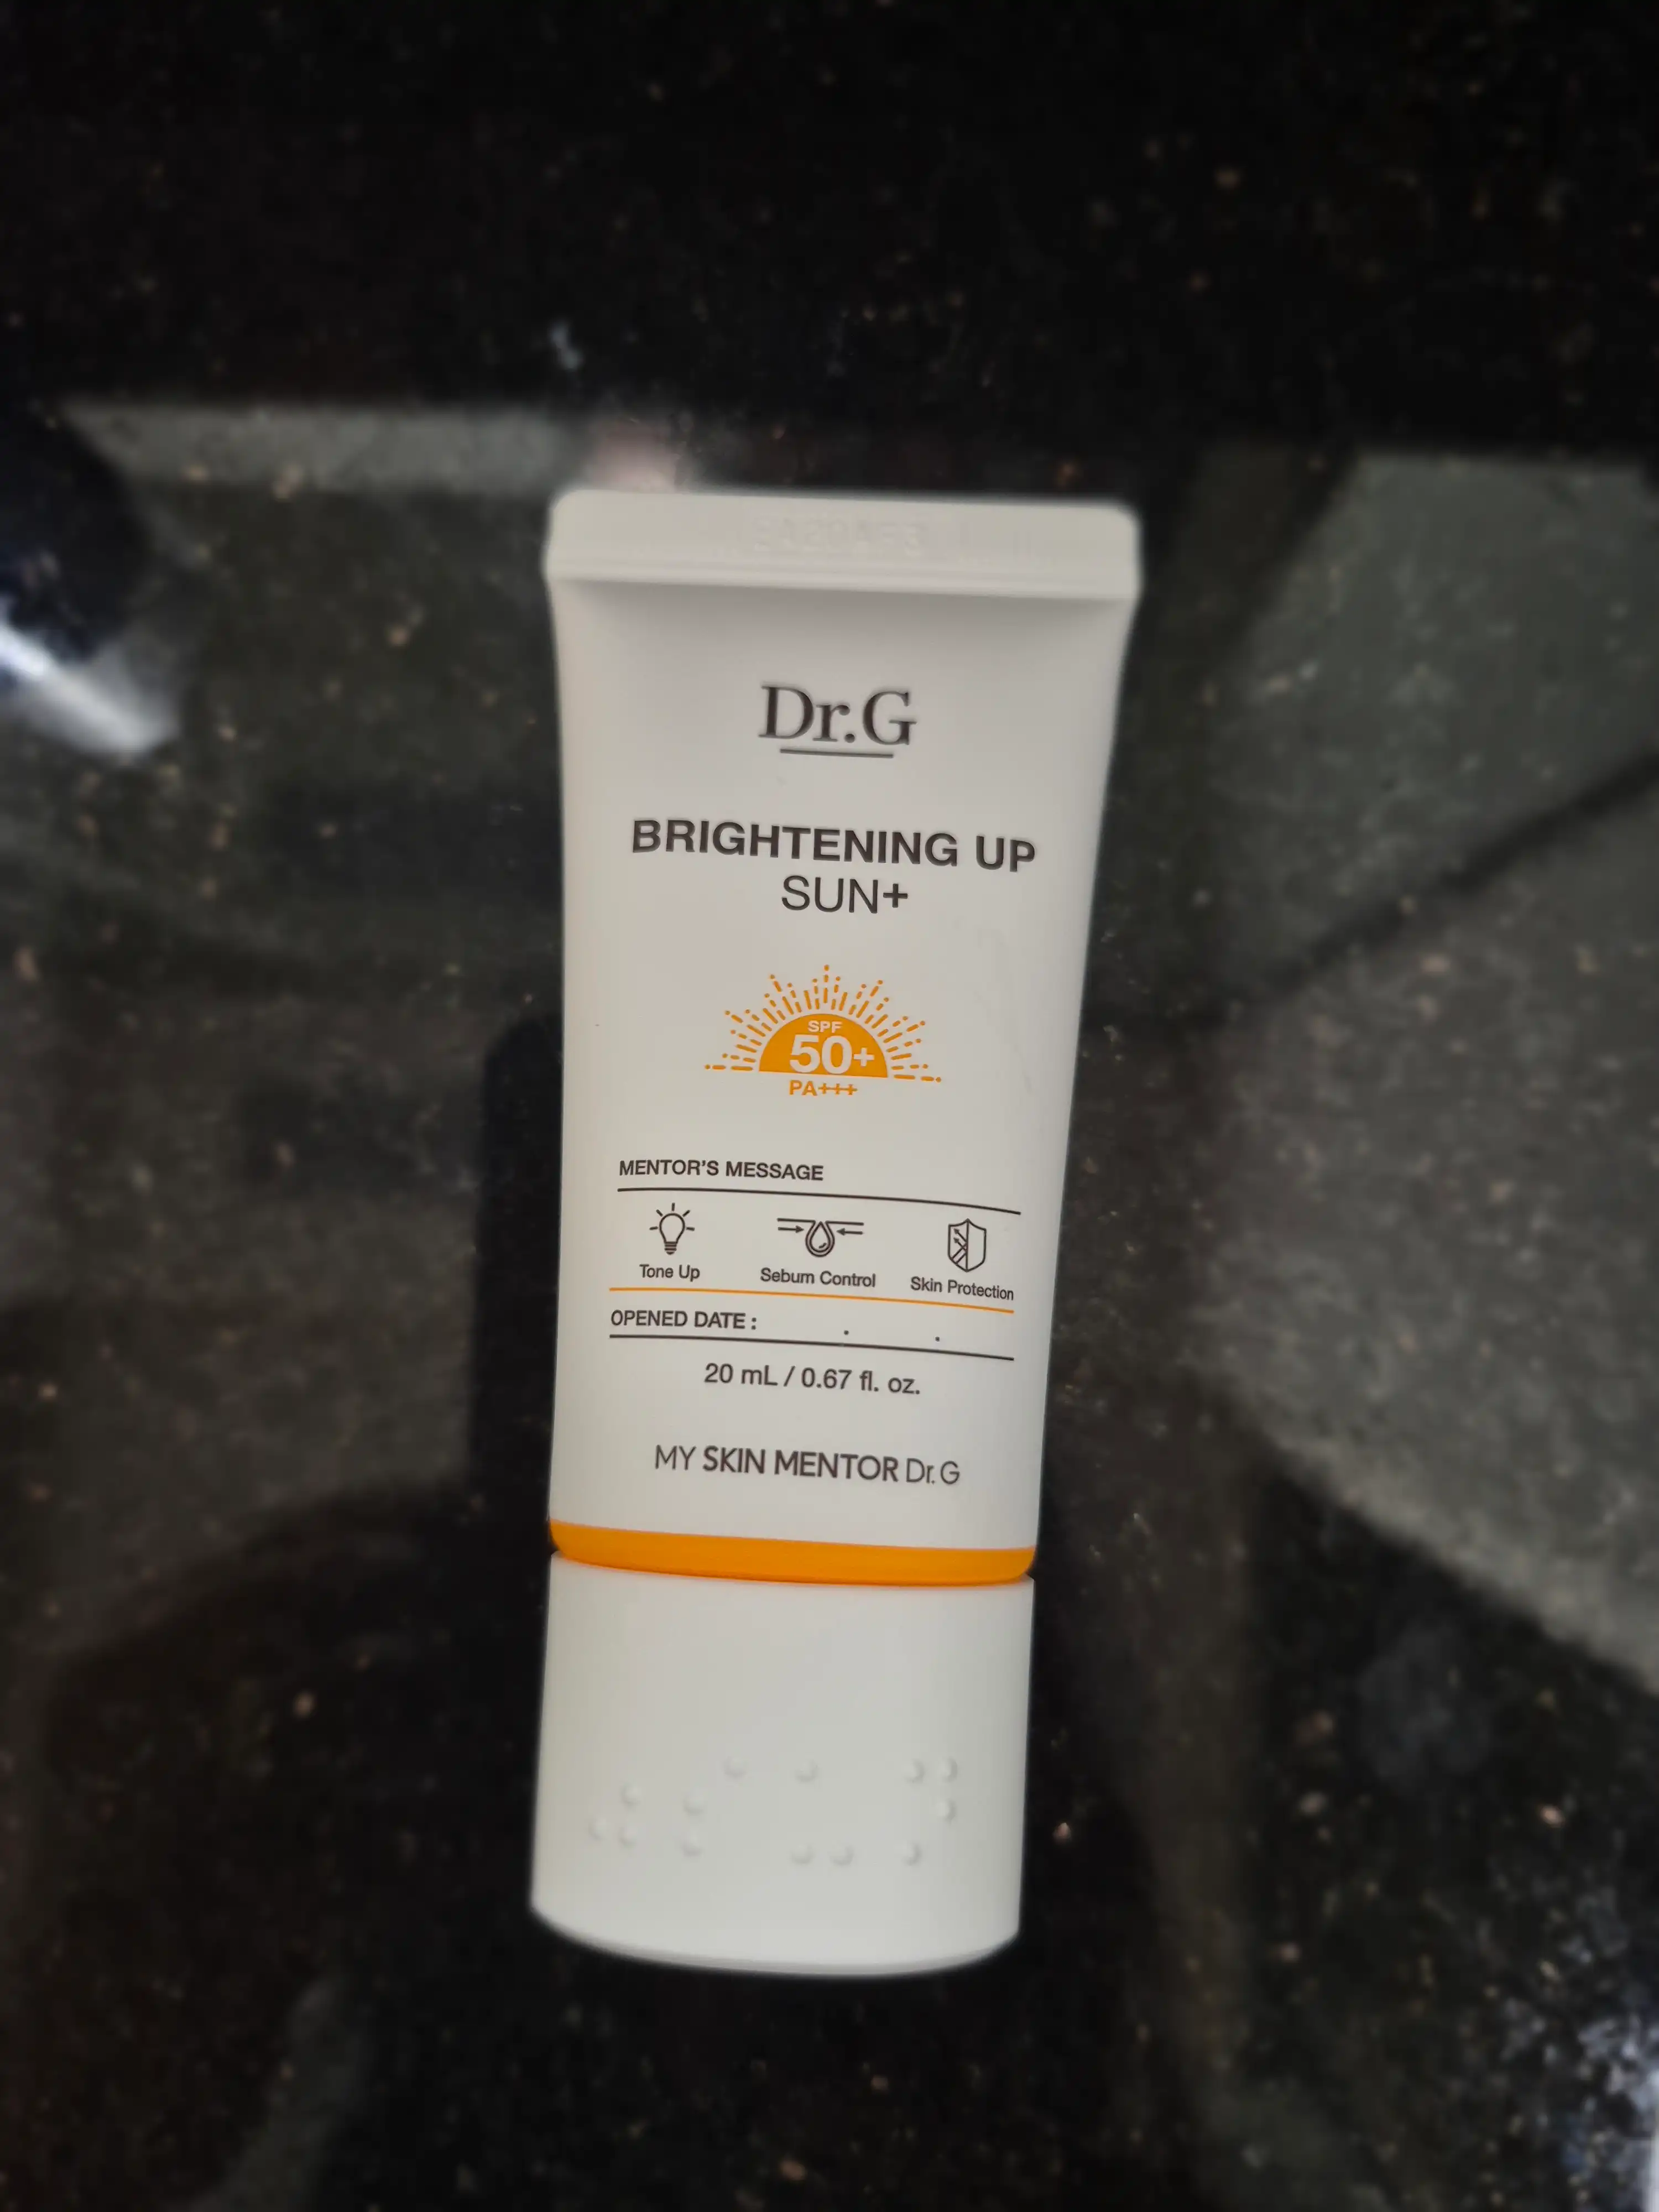 Dr.G
BRIGHTENING UP
SUN+
SPF
50+
PA+++
MENTOR'S MESSAGE
Tone Up Sebum Control Skin Protection
OPENED DATE : . .
20 mL / 0.67 fl. oz.
MY SKIN MENTOR Dr.G